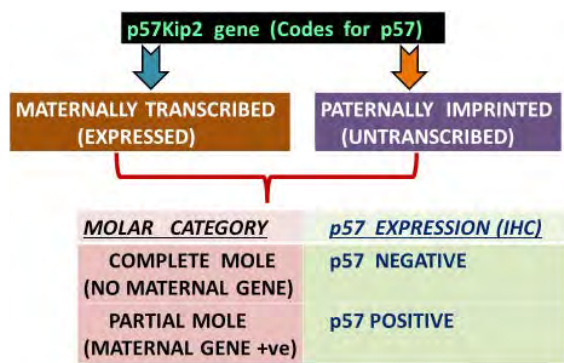 p57Kip2 gene (Codes for p57)
MATERNALLY TRANSCRIBED
(EXPRESSED)
PATERNALLY IMPRINTED
(UNTRANSCRIBED)
MOLAR CATEGORY
p57 EXPRESSION (IHC)
COMPLETE MOLE
(NO MATERNAL GENE)
p57 NEGATIVE
PARTIAL MOLE
(MATERNAL GENE +ve)
p57 POSITIVE